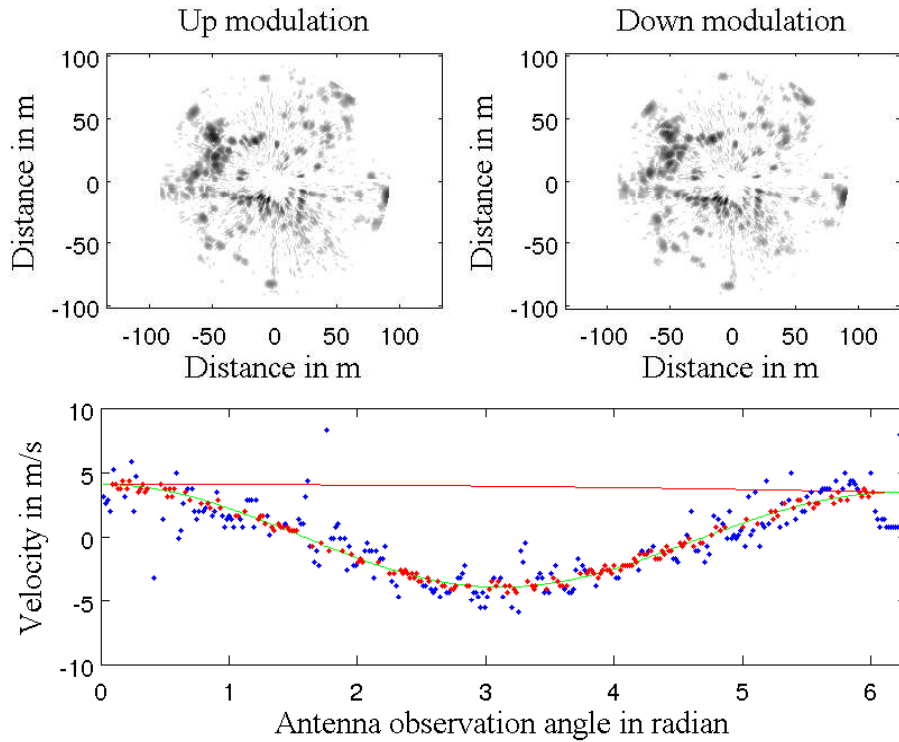 Up modulation
Down modulation
Distance in m
100
50
0
-50
-100
-100 -50 0 50 100
Distance in m
Distance in m
100
50
0
-50
-100
-100 -50 0 50 100
Distance in m
Velocity in m/s
10
5
0
-5
-10
0 1 2 3 4 5 6
Antenna observation angle in radian